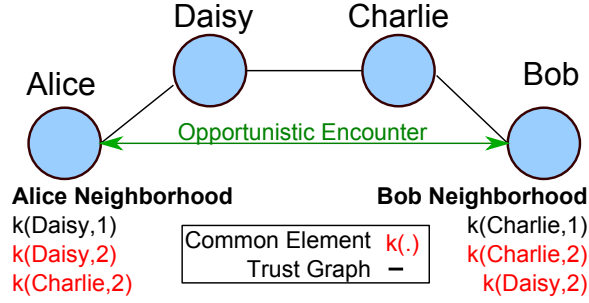 Daisy
Charlie
Alice
Bob
Opportunistic Encounter
Alice Neighborhood
k(Daisy,1)
k(Daisy,2)
k(Charlie,2)
Bob Neighborhood
k(Charlie,1)
k(Charlie,2)
k(Daisy,2)
Common Element k(.)
Trust Graph –